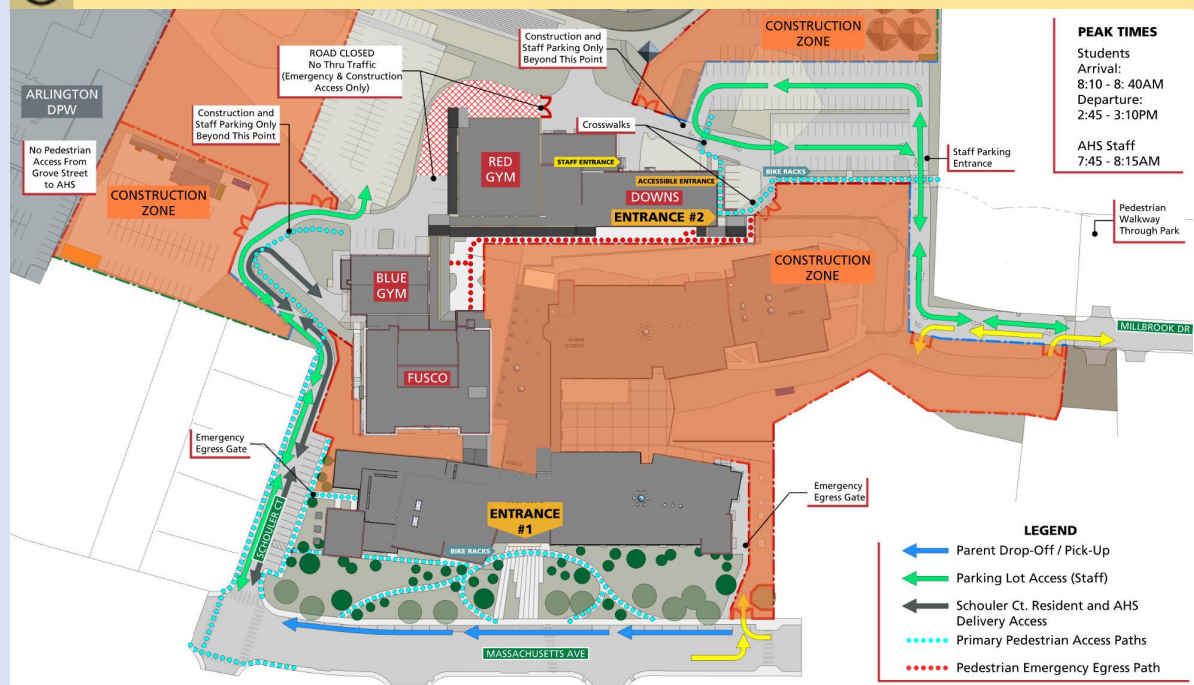 CONSTRUCTION
ZONE
Construction and
Staff Parking Only
Beyond This Point
ROAD CLOSED
No Thru Traffic
(Emergency & Construction
Access Only)
PEAK TIMES
Students
Arrival:
8:10 - 8: 40AM
Departure:
2:45 - 3:10PM
AHS Staff
7:45 - 8:15AM
ARLINGTON
DPW
Construction and
Staff Parking Only
Beyond This Point
Crosswalks
No Pedestrian
Access From
Grove Street
to AHS
RED
GYM
STAFF ENTRANCE
ACCESSIBLE ENTRANCE
BIKE RACKS
Staff Parking
Entrance
CONSTRUCTION
ZONE
DOWNS
ENTRANCE #2
Pedestrian
Walkway
Through Park
CONSTRUCTION
ZONE
BLUE
GYM
MILLBROOK DR
FUSCO
Emergency
Egress Gate
Emergency
Egress Gate
ENTRANCE
#1
BIKE RACKS
SCHOULER CT
MASSACHUSETTS AVE
LEGEND
Parent Drop-Off / Pick-Up
Parking Lot Access (Staff)
Schouler Ct. Resident and AHS
Delivery Access
Primary Pedestrian Access Paths
Pedestrian Emergency Egress Path